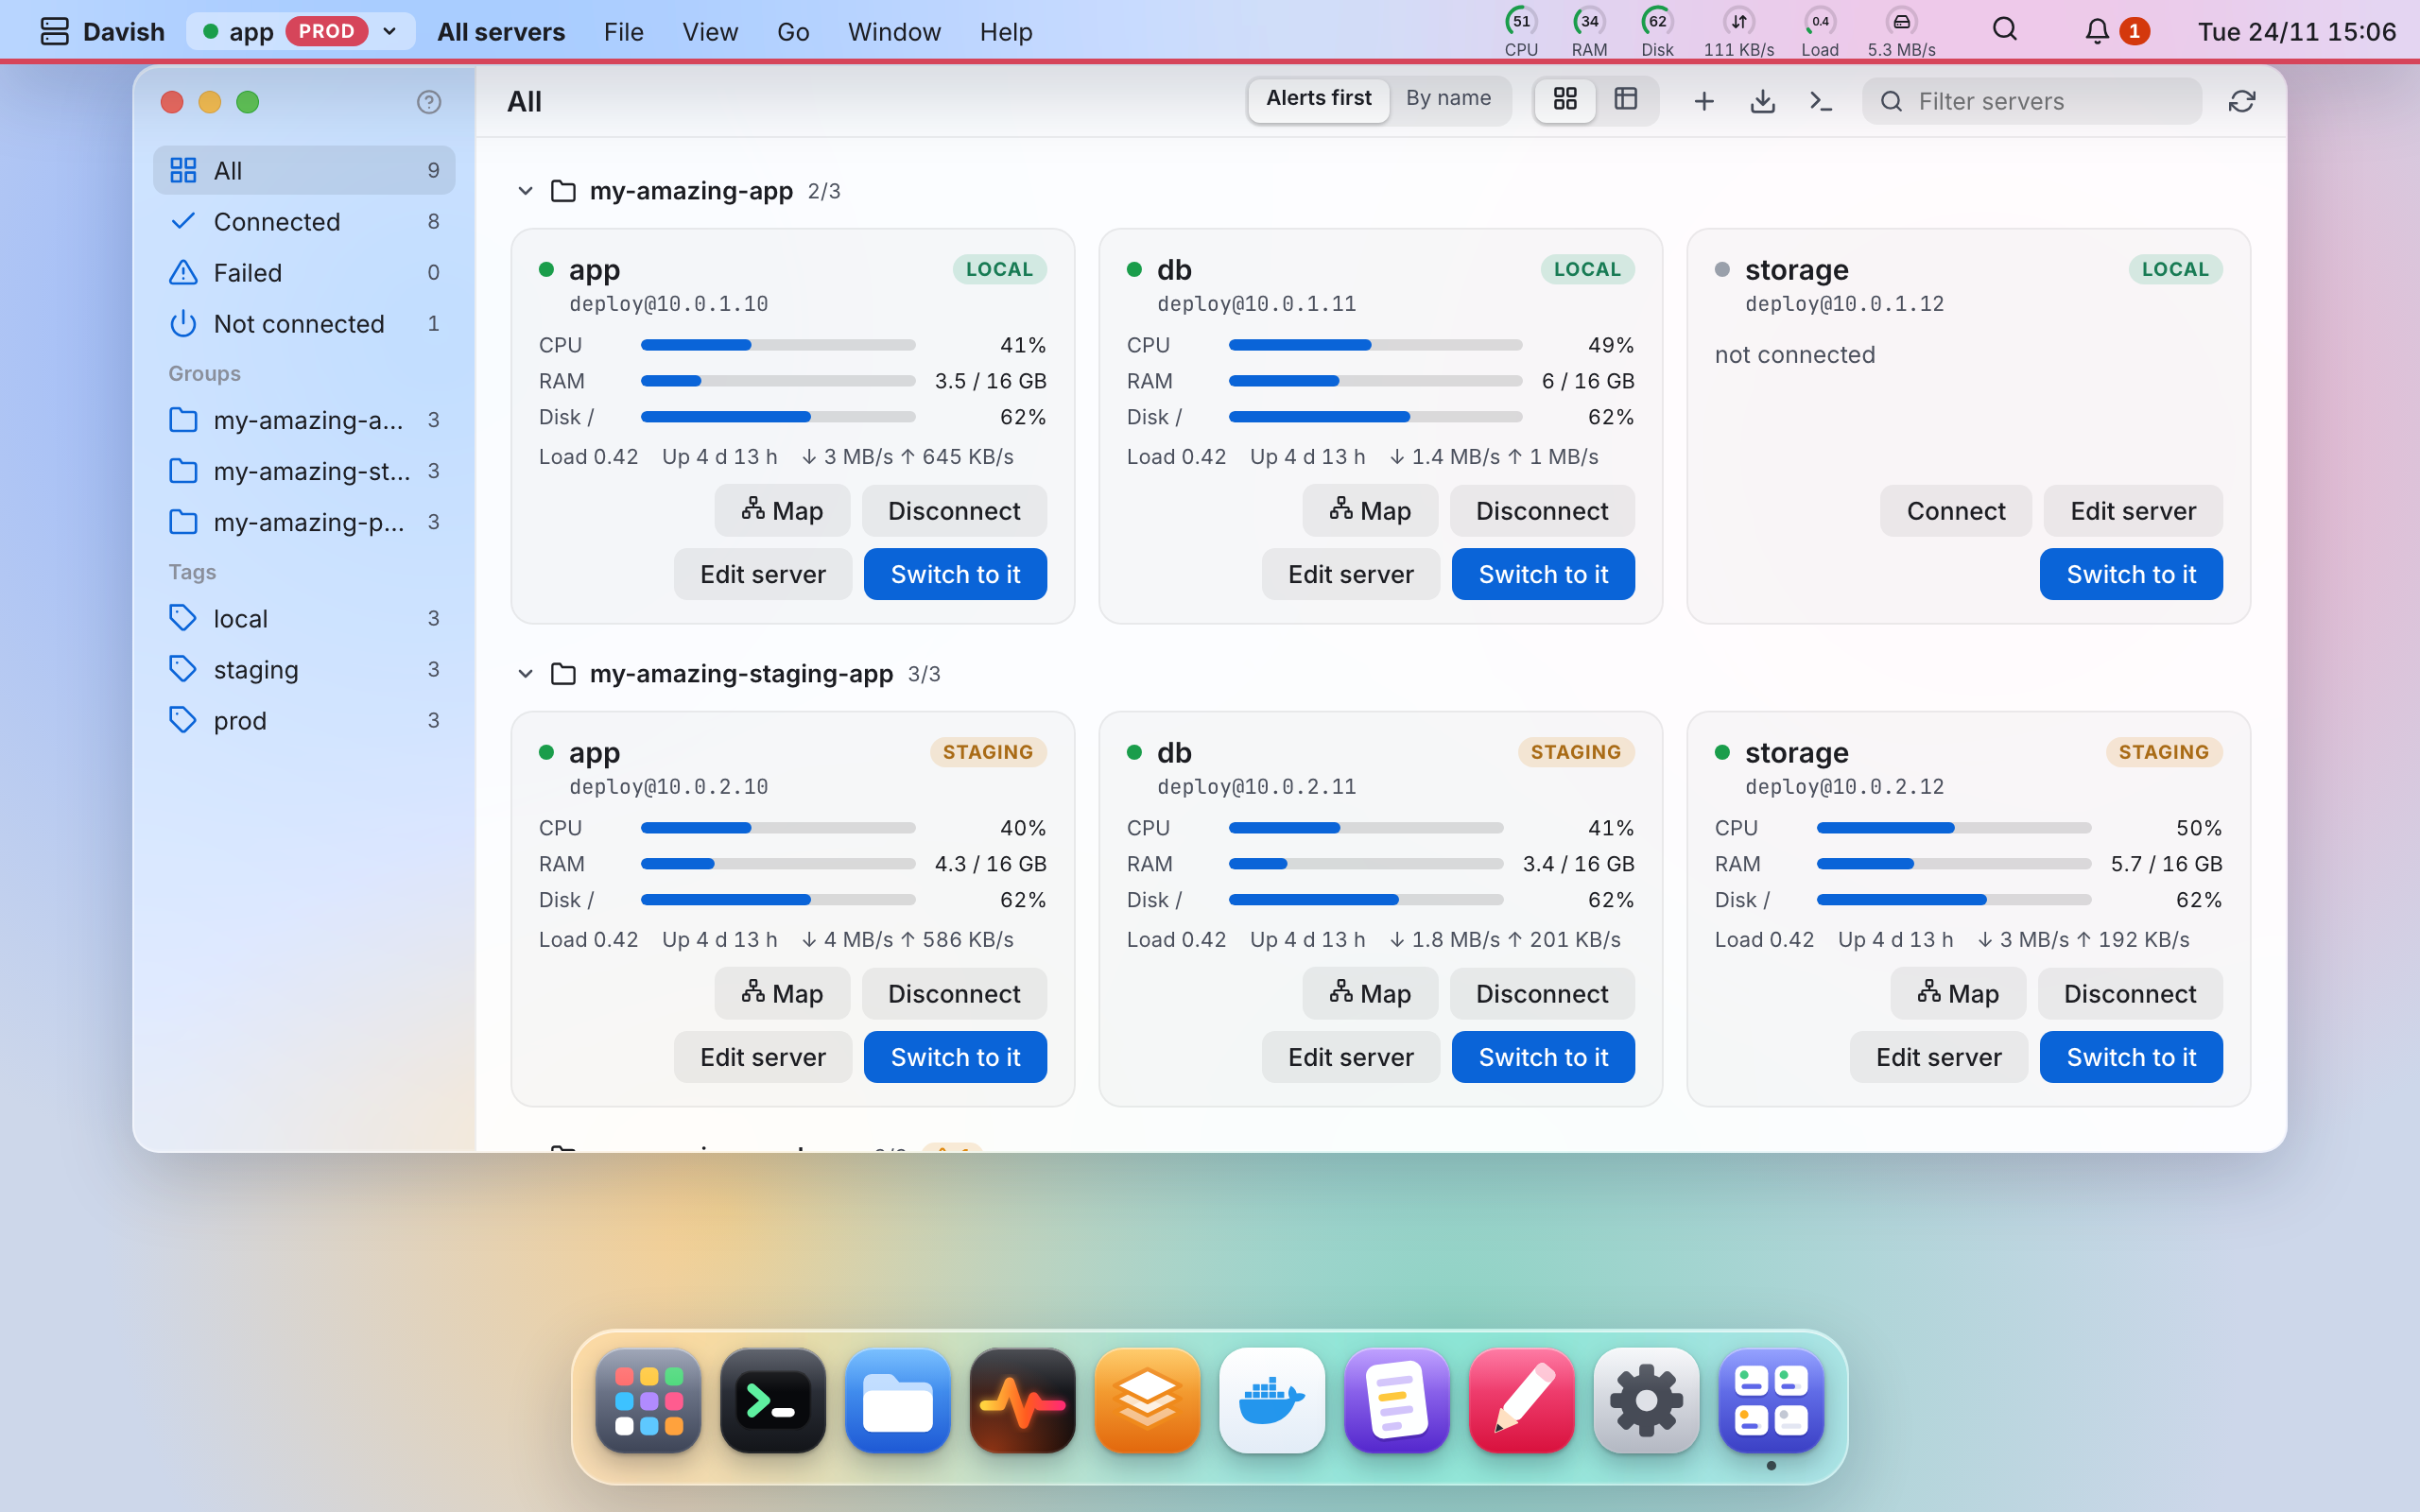 Davish app PROD All servers File View Go Window Help 51 CPU 34 RAM 62 Disk 111 KB/s 0.4 Load 5.3 MB/s 1 Tue 24/11 15:06
All Alerts first By name Filter servers
All 9
Connected 8
Failed 0
Not connected 1
Groups
my-amazing-a... 3
my-amazing-st... 3
my-amazing-p... 3
Tags
local 3
staging 3
prod 3
my-amazing-app 2/3
app LOCAL
deploy@10.0.1.10
CPU 41%
RAM 3.5 / 16 GB
Disk / 62%
Load 0.42 Up 4 d 13 h ↓ 3 MB/s ↑ 645 KB/s
Map Disconnect
Edit server Switch to it
db LOCAL
deploy@10.0.1.11
CPU 49%
RAM 6 / 16 GB
Disk / 62%
Load 0.42 Up 4 d 13 h ↓ 1.4 MB/s ↑ 1 MB/s
Map Disconnect
Edit server Switch to it
storage LOCAL
deploy@10.0.1.12
not connected
Connect Edit server
Switch to it
my-amazing-staging-app 3/3
app STAGING
deploy@10.0.2.10
CPU 40%
RAM 4.3 / 16 GB
Disk / 62%
Load 0.42 Up 4 d 13 h ↓ 4 MB/s ↑ 586 KB/s
Map Disconnect
Edit server Switch to it
db STAGING
deploy@10.0.2.11
CPU 41%
RAM 3.4 / 16 GB
Disk / 62%
Load 0.42 Up 4 d 13 h ↓ 1.8 MB/s ↑ 201 KB/s
Map Disconnect
Edit server Switch to it
storage STAGING
deploy@10.0.2.12
CPU 50%
RAM 5.7 / 16 GB
Disk / 62%
Load 0.42 Up 4 d 13 h ↓ 3 MB/s ↑ 192 KB/s
Map Disconnect
Edit server Switch to it